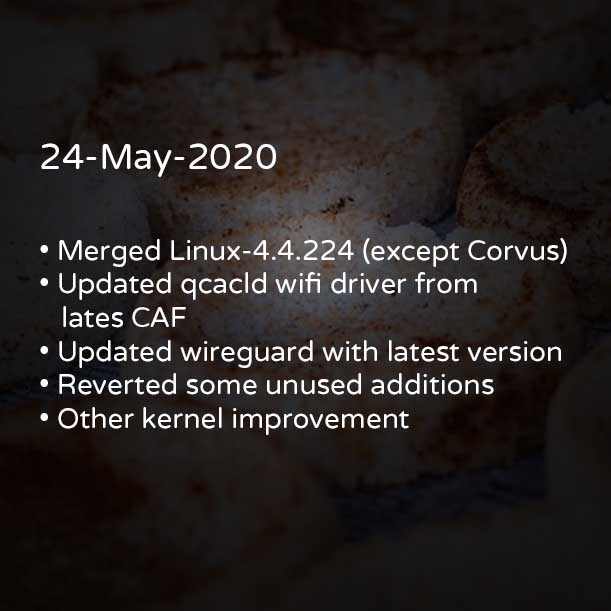 24-May-2020
• Merged Linux-4.4.224 (except Corvus)
• Updated qcacld wifi driver from
lates CAF
• Updated wireguard with latest version
• Reverted some unused additions
• Other kernel improvement